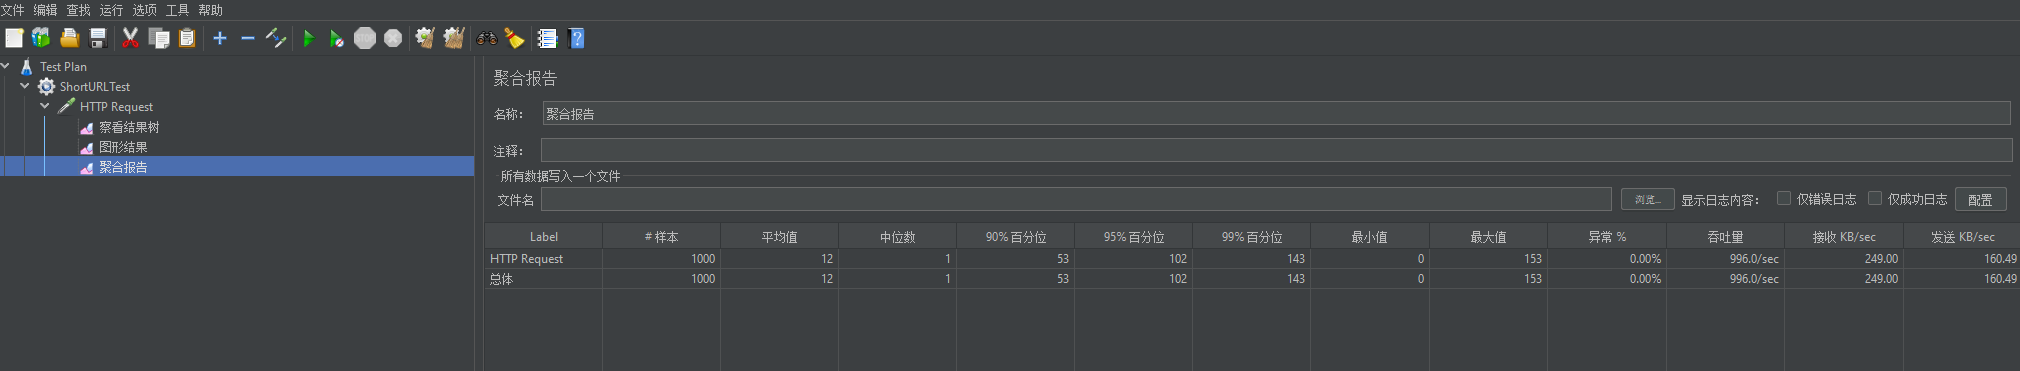 文件 编辑 查找 运行 选项 工具 帮助
Test Plan
ShortURLTest
HTTP Request
察看结果树
图形结果
聚合报告
聚合报告
名称： 聚合报告
注释：
所有数据写入一个文件
文件名 浏览... 显示日志内容： 仅错误日志 仅成功日志 配置
Label # 样本 平均值 中位数 90% 百分位 95% 百分位 99% 百分位 最小值 最大值 异常 % 吞吐量 接收 KB/sec 发送 KB/sec
HTTP Request 1000 12 1 53 102 143 0 153 0.00% 996.0/sec 249.00 160.49
总体 1000 12 1 53 102 143 0 153 0.00% 996.0/sec 249.00 160.49